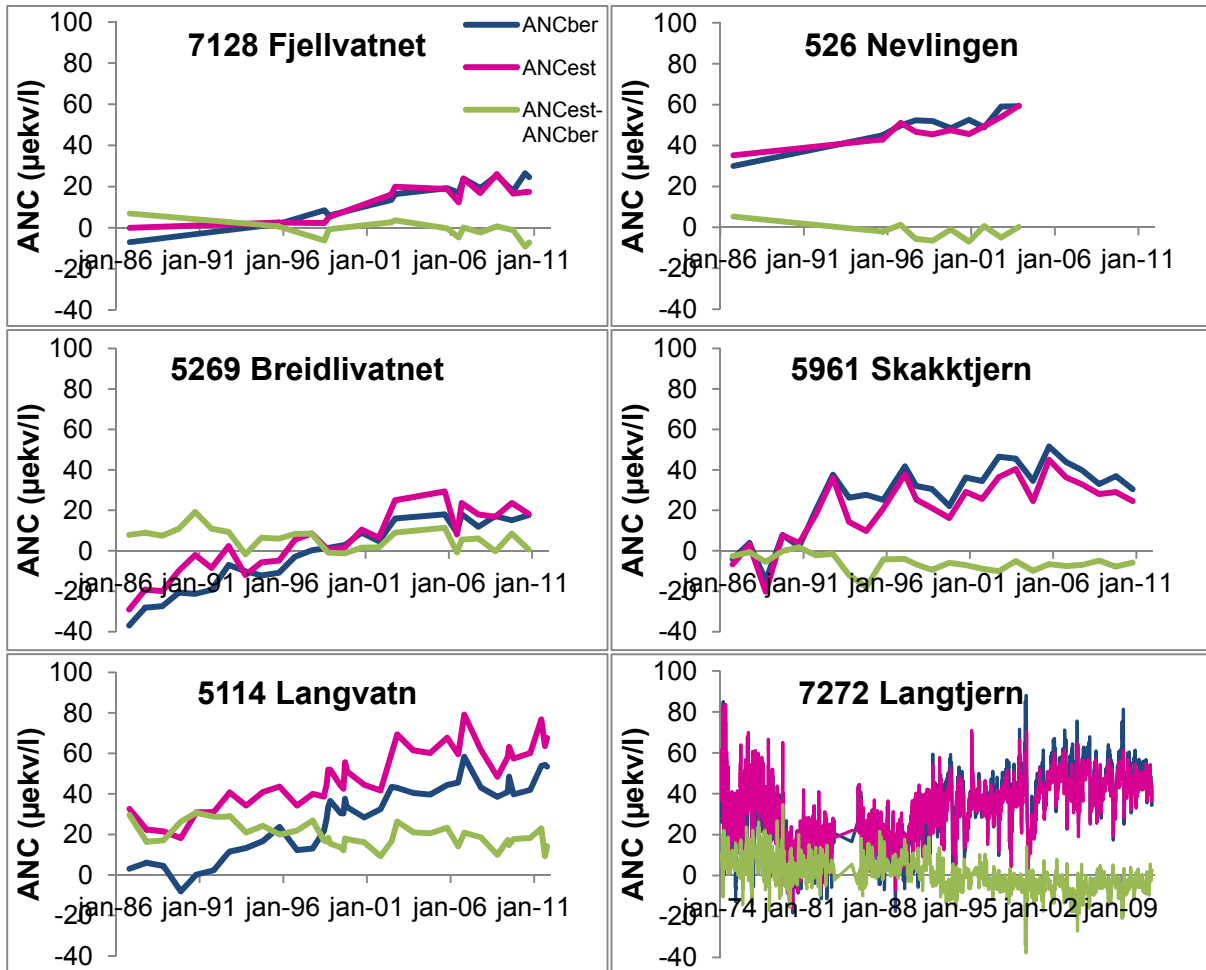 7128 Fjellvatnet
ANC (µekv/l)
100
80
60
40
20
0
-20
-40
jan-86 jan-91 jan-96 jan-01 jan-06 jan-11
ANCber
ANCest
ANCest-
ANCber
526 Nevlingen
ANC (µekv/l)
100
80
60
40
20
0
-20
-40
jan-86 jan-91 jan-96 jan-01 jan-06 jan-11
5269 Breidlivatnet
ANC (µekv/l)
100
80
60
40
20
0
-20
-40
jan-86 jan-91 jan-96 jan-01 jan-06 jan-11
5961 Skakktjern
ANC (µekv/l)
100
80
60
40
20
0
-20
-40
jan-86 jan-91 jan-96 jan-01 jan-06 jan-11
5114 Langvatn
ANC (µekv/l)
100
80
60
40
20
0
-20
-40
jan-86 jan-91 jan-96 jan-01 jan-06 jan-11
7272 Langtjern
ANC (µekv/l)
100
80
60
40
20
0
-20
-40
jan-74 jan-81 jan-88 jan-95 jan-02 jan-09